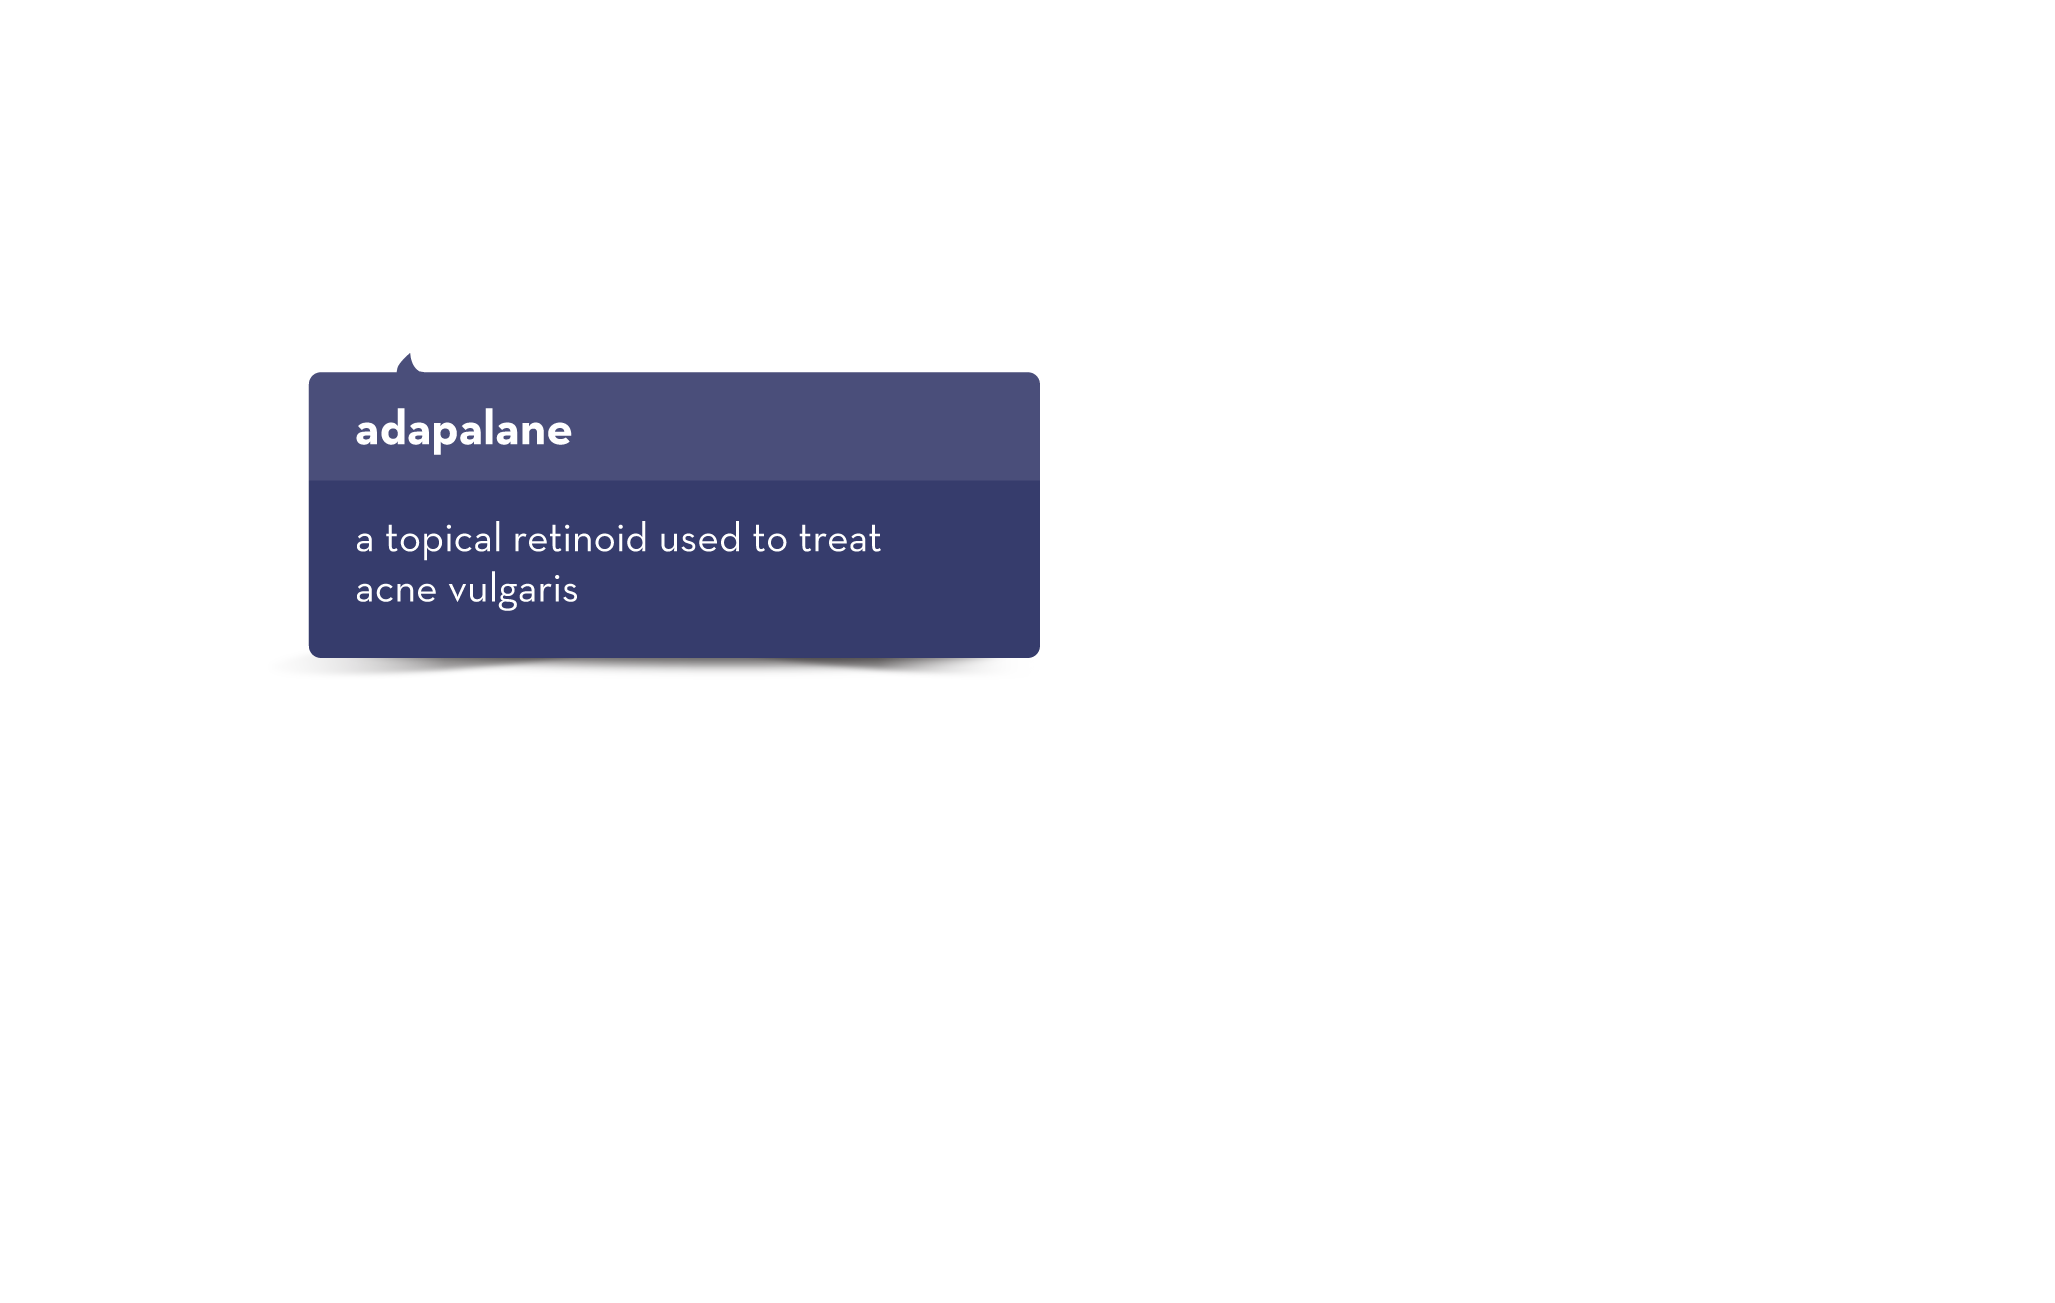 adapalane
a topical retinoid used to treat
acne vulgaris